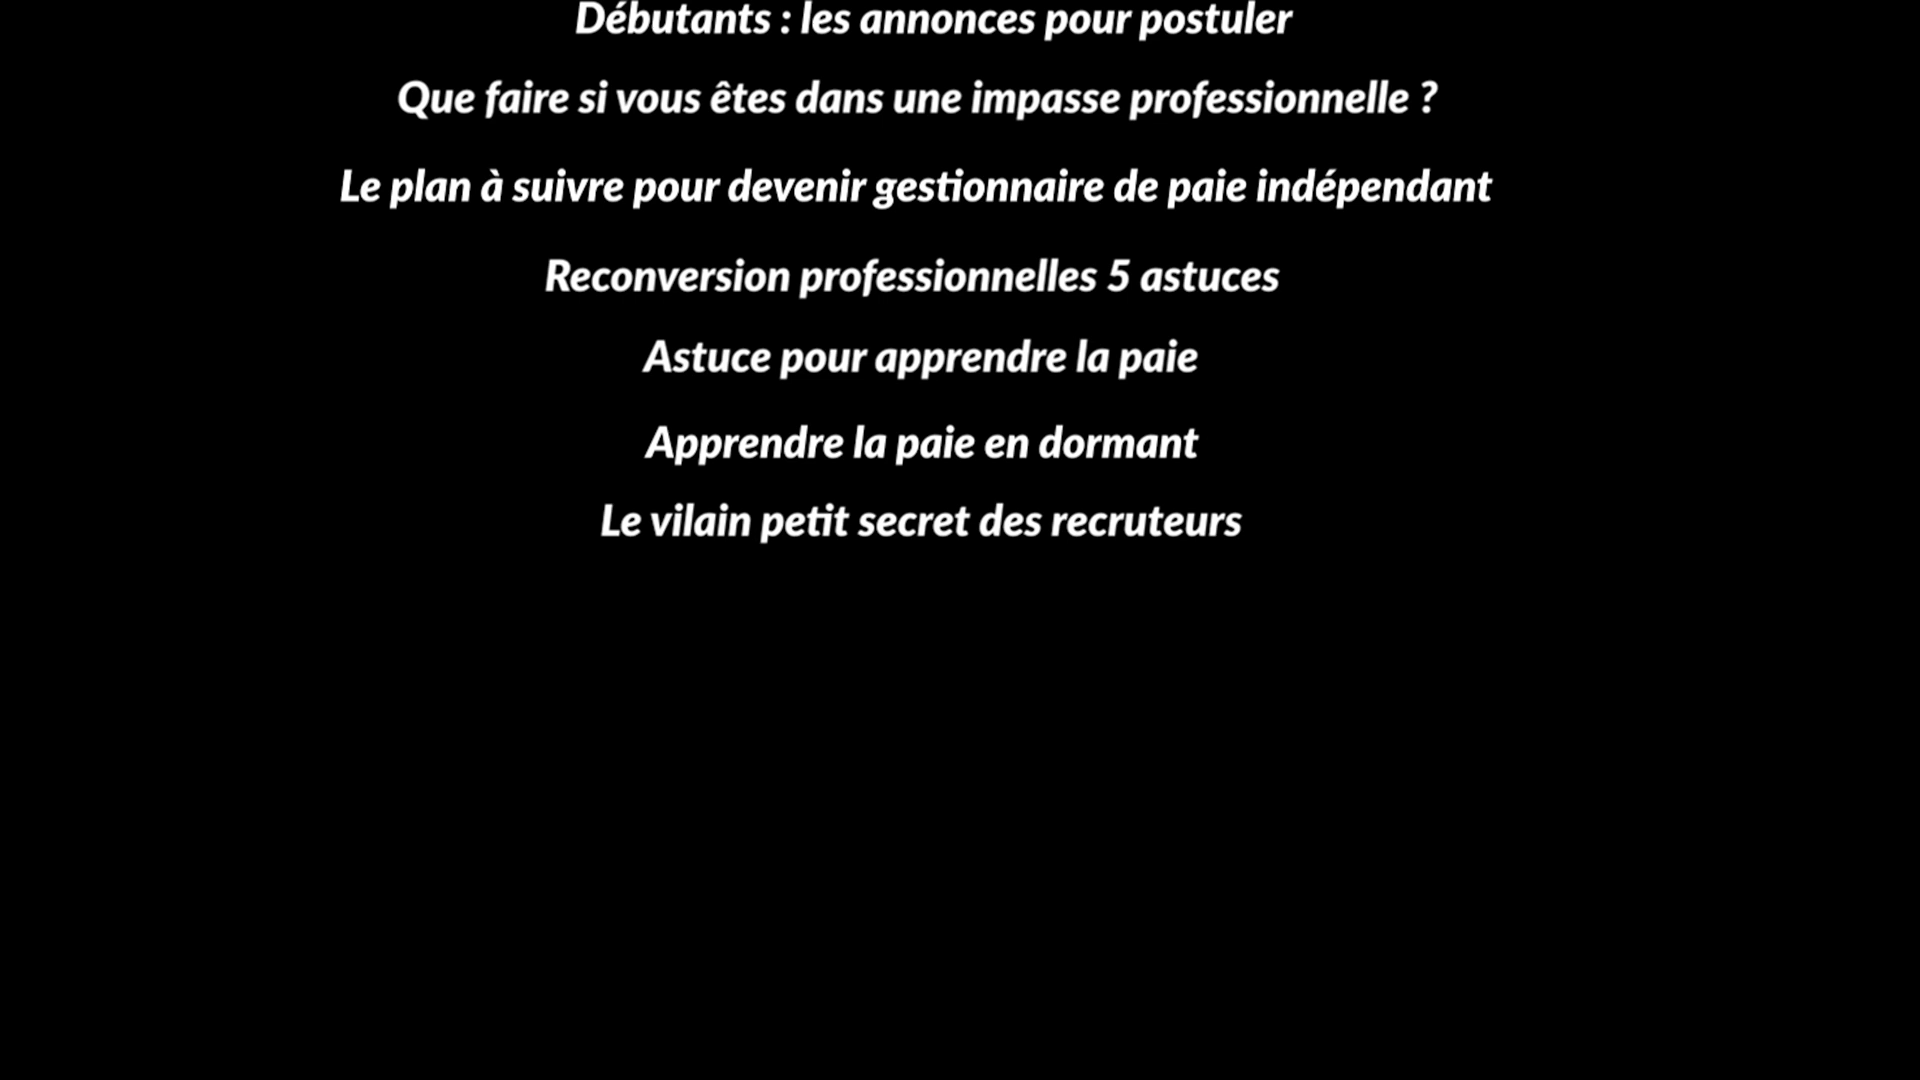 Débutants : les annonces pour postuler
Que faire si vous êtes dans une impasse professionnelle ?
Le plan à suivre pour devenir gestionnaire de paie indépendant
Reconversion professionnelles 5 astuces
Astuce pour apprendre la paie
Apprendre la paie en dormant
Le vilain petit secret des recruteurs